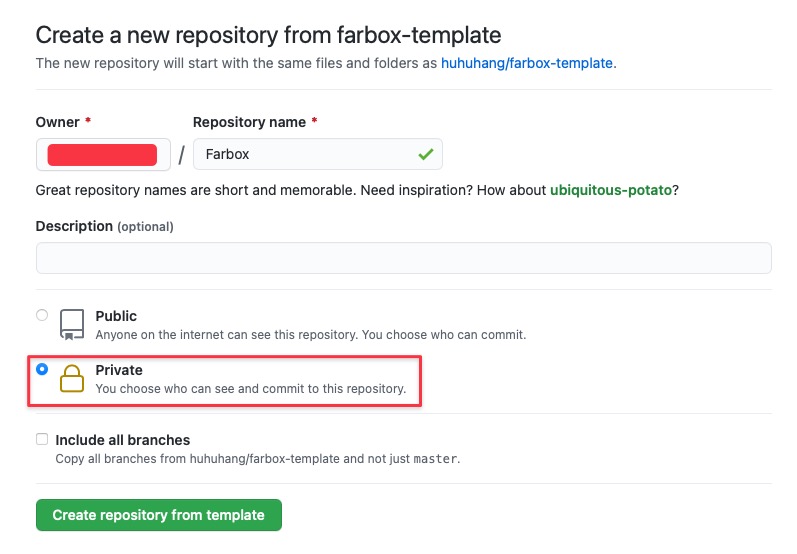 Create a new repository from farbox-template
The new repository will start with the same files and folders as huhuhang/farbox-template.
Owner * Repository name *
/ Farbox
Great repository names are short and memorable. Need inspiration? How about ubiquitous-potato?
Description (optional)
Public
Anyone on the internet can see this repository. You choose who can commit.
Private
You choose who can see and commit to this repository.
Include all branches
Copy all branches from huhuhang/farbox-template and not just master.
Create repository from template